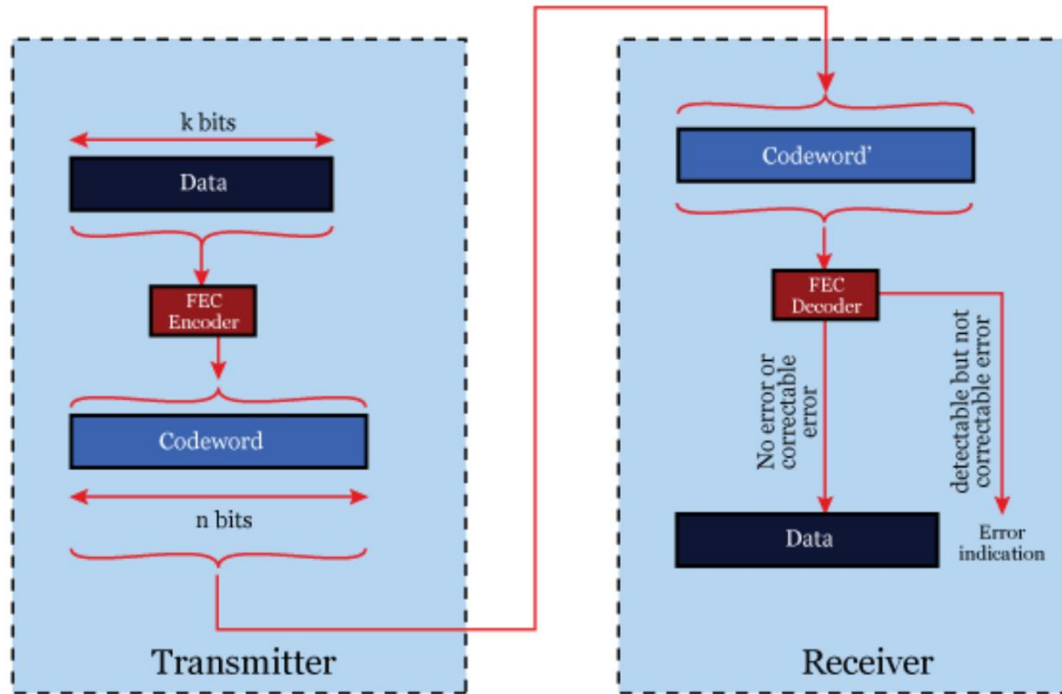 k bits
Data
FEC
Encoder
Codeword
n bits
Transmitter
Codeword’
FEC
Decoder
No error or
correctable
error
detectable but not
correctable error
Data
Error
indication
Receiver